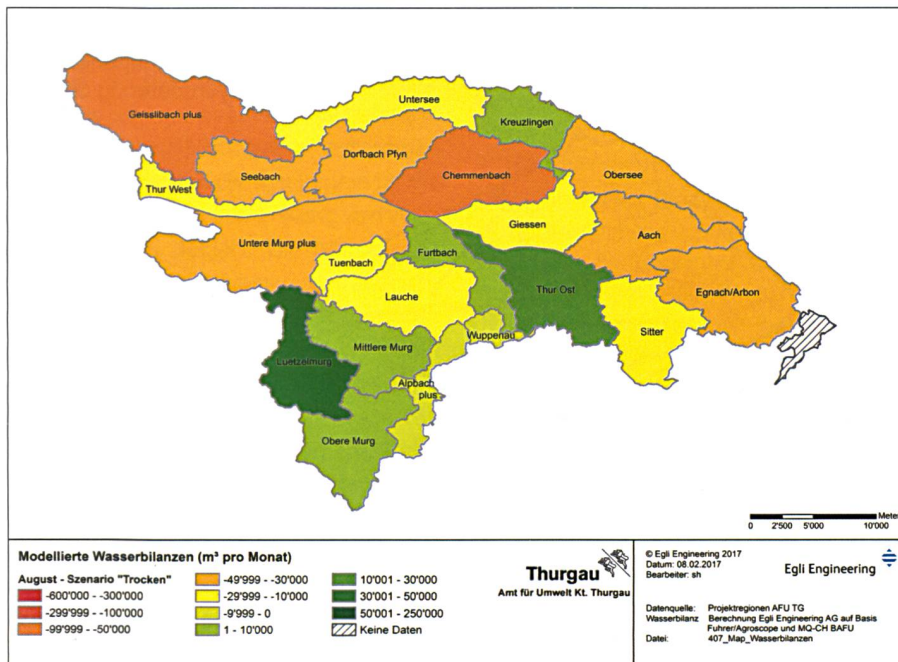 Untersee
Kreuzlingen
Geisslibach plus
Dorfbach Pfyn
Seebach
Chemmenbach
Obersee
Thur West
Giessen
Aach
Untere Murg plus
Furtbach
Tuenbach
Thur Ost
Egnach/Arbon
Lauche
Sitter
Wuppenau
Mittlere Murg
Luetzelmurg
Alpbach
plus
Obere Murg
Meter
0 2'500 5'000 10'000
Modellierte Wasserbilanzen (m³ pro Monat)
August - Szenario "Trocken"
-600'000 - -300'000
-299'999 - -100'000
-99'999 - -50'000
-49'999 - -30'000
-29'999 - -10'000
-9'999 - 0
1 - 10'000
10'001 - 30'000
30'001 - 50'000
50'001 - 250'000
Keine Daten
Thurgau
Amt für Umwelt Kt. Thurgau
© Egli Engineering 2017
Datum: 08.02.2017
Bearbeiter: sh
Egli Engineering
Datenquelle: Projektregionen AFU TG
Wasserbilanz Berechnung Egli Engineering AG auf Basis
Fuhrer/Agroscope und MQ-CH BAFU
Datei: 407_Map_Wasserbilanzen